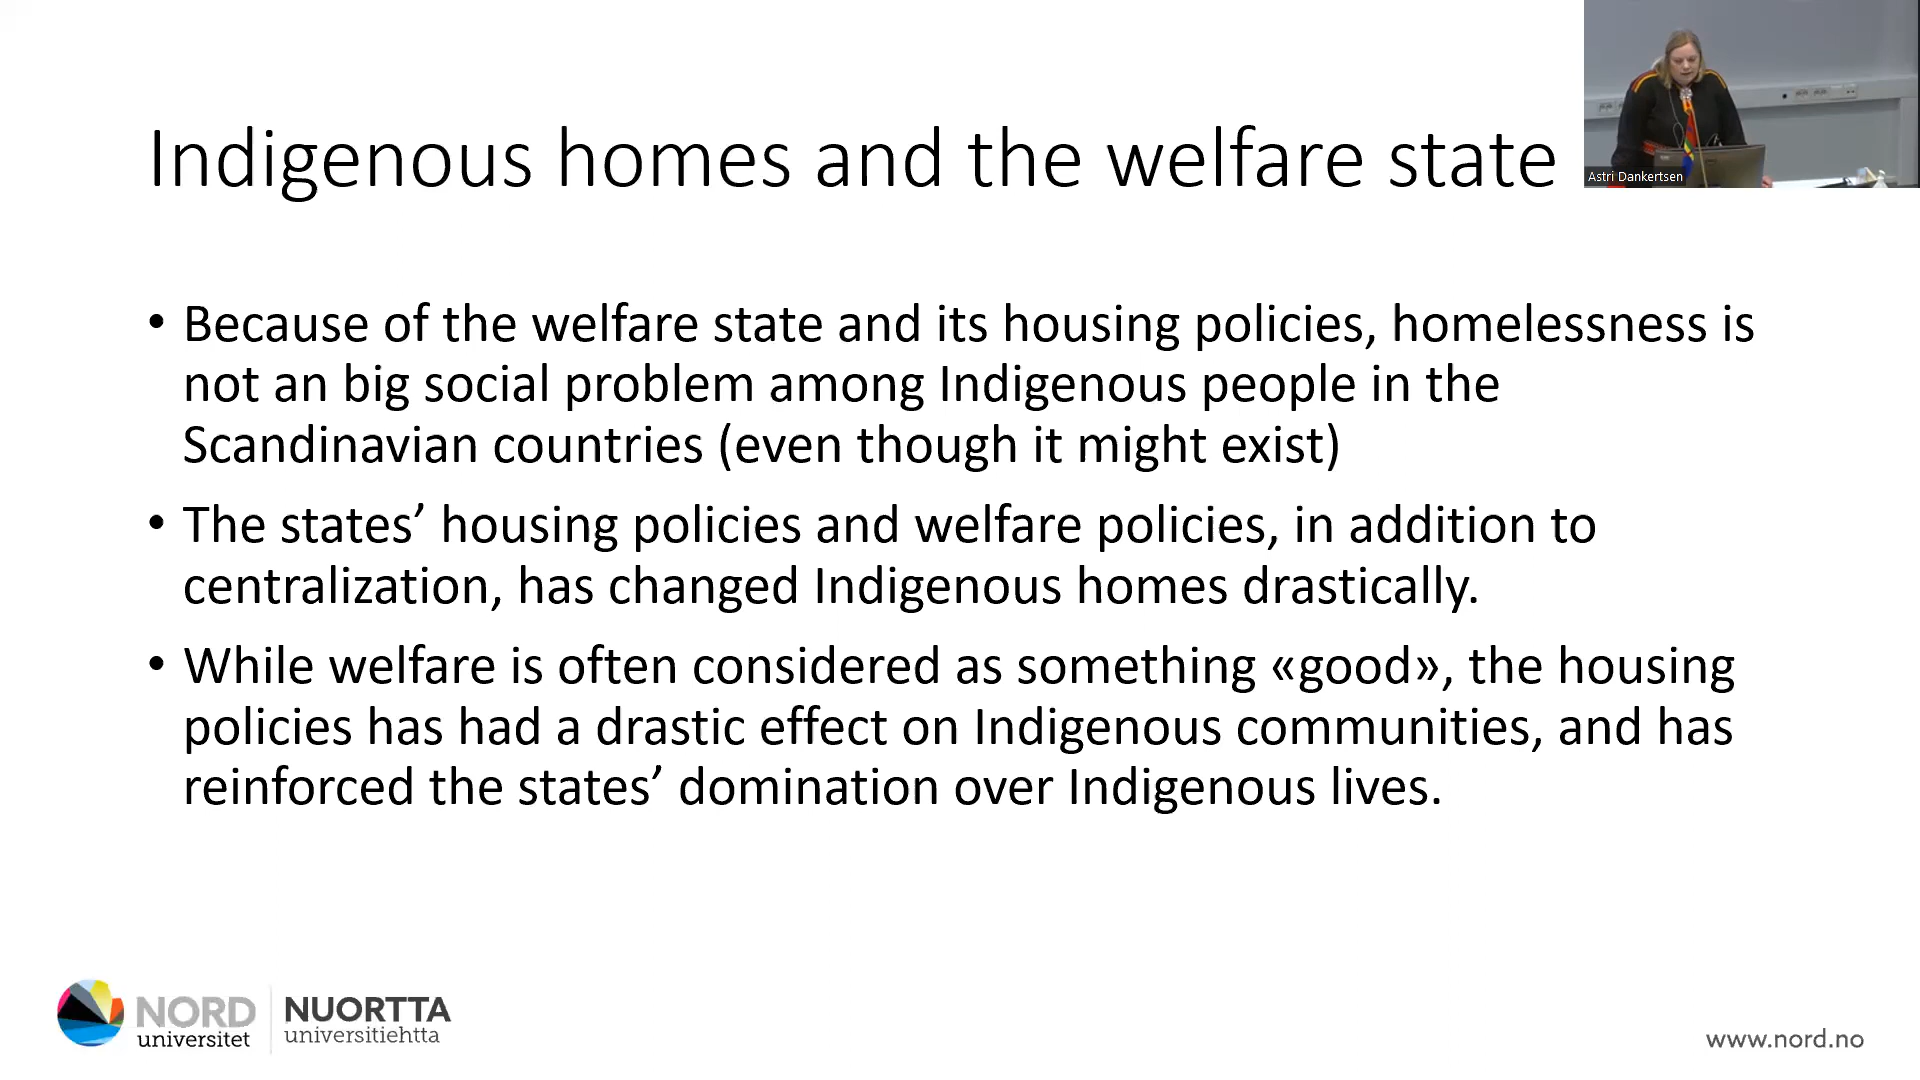 Indigenous homes and the welfare state
Astri Dankertsen
• Because of the welfare state and its housing policies, homelessness is
not an big social problem among Indigenous people in the
Scandinavian countries (even though it might exist)
• The states’ housing policies and welfare policies, in addition to
centralization, has changed Indigenous homes drastically.
• While welfare is often considered as something «good», the housing
policies has had a drastic effect on Indigenous communities, and has
reinforced the states’ domination over Indigenous lives.
NORD
universitet
NUORTTA
universitiehtta
www.nord.no